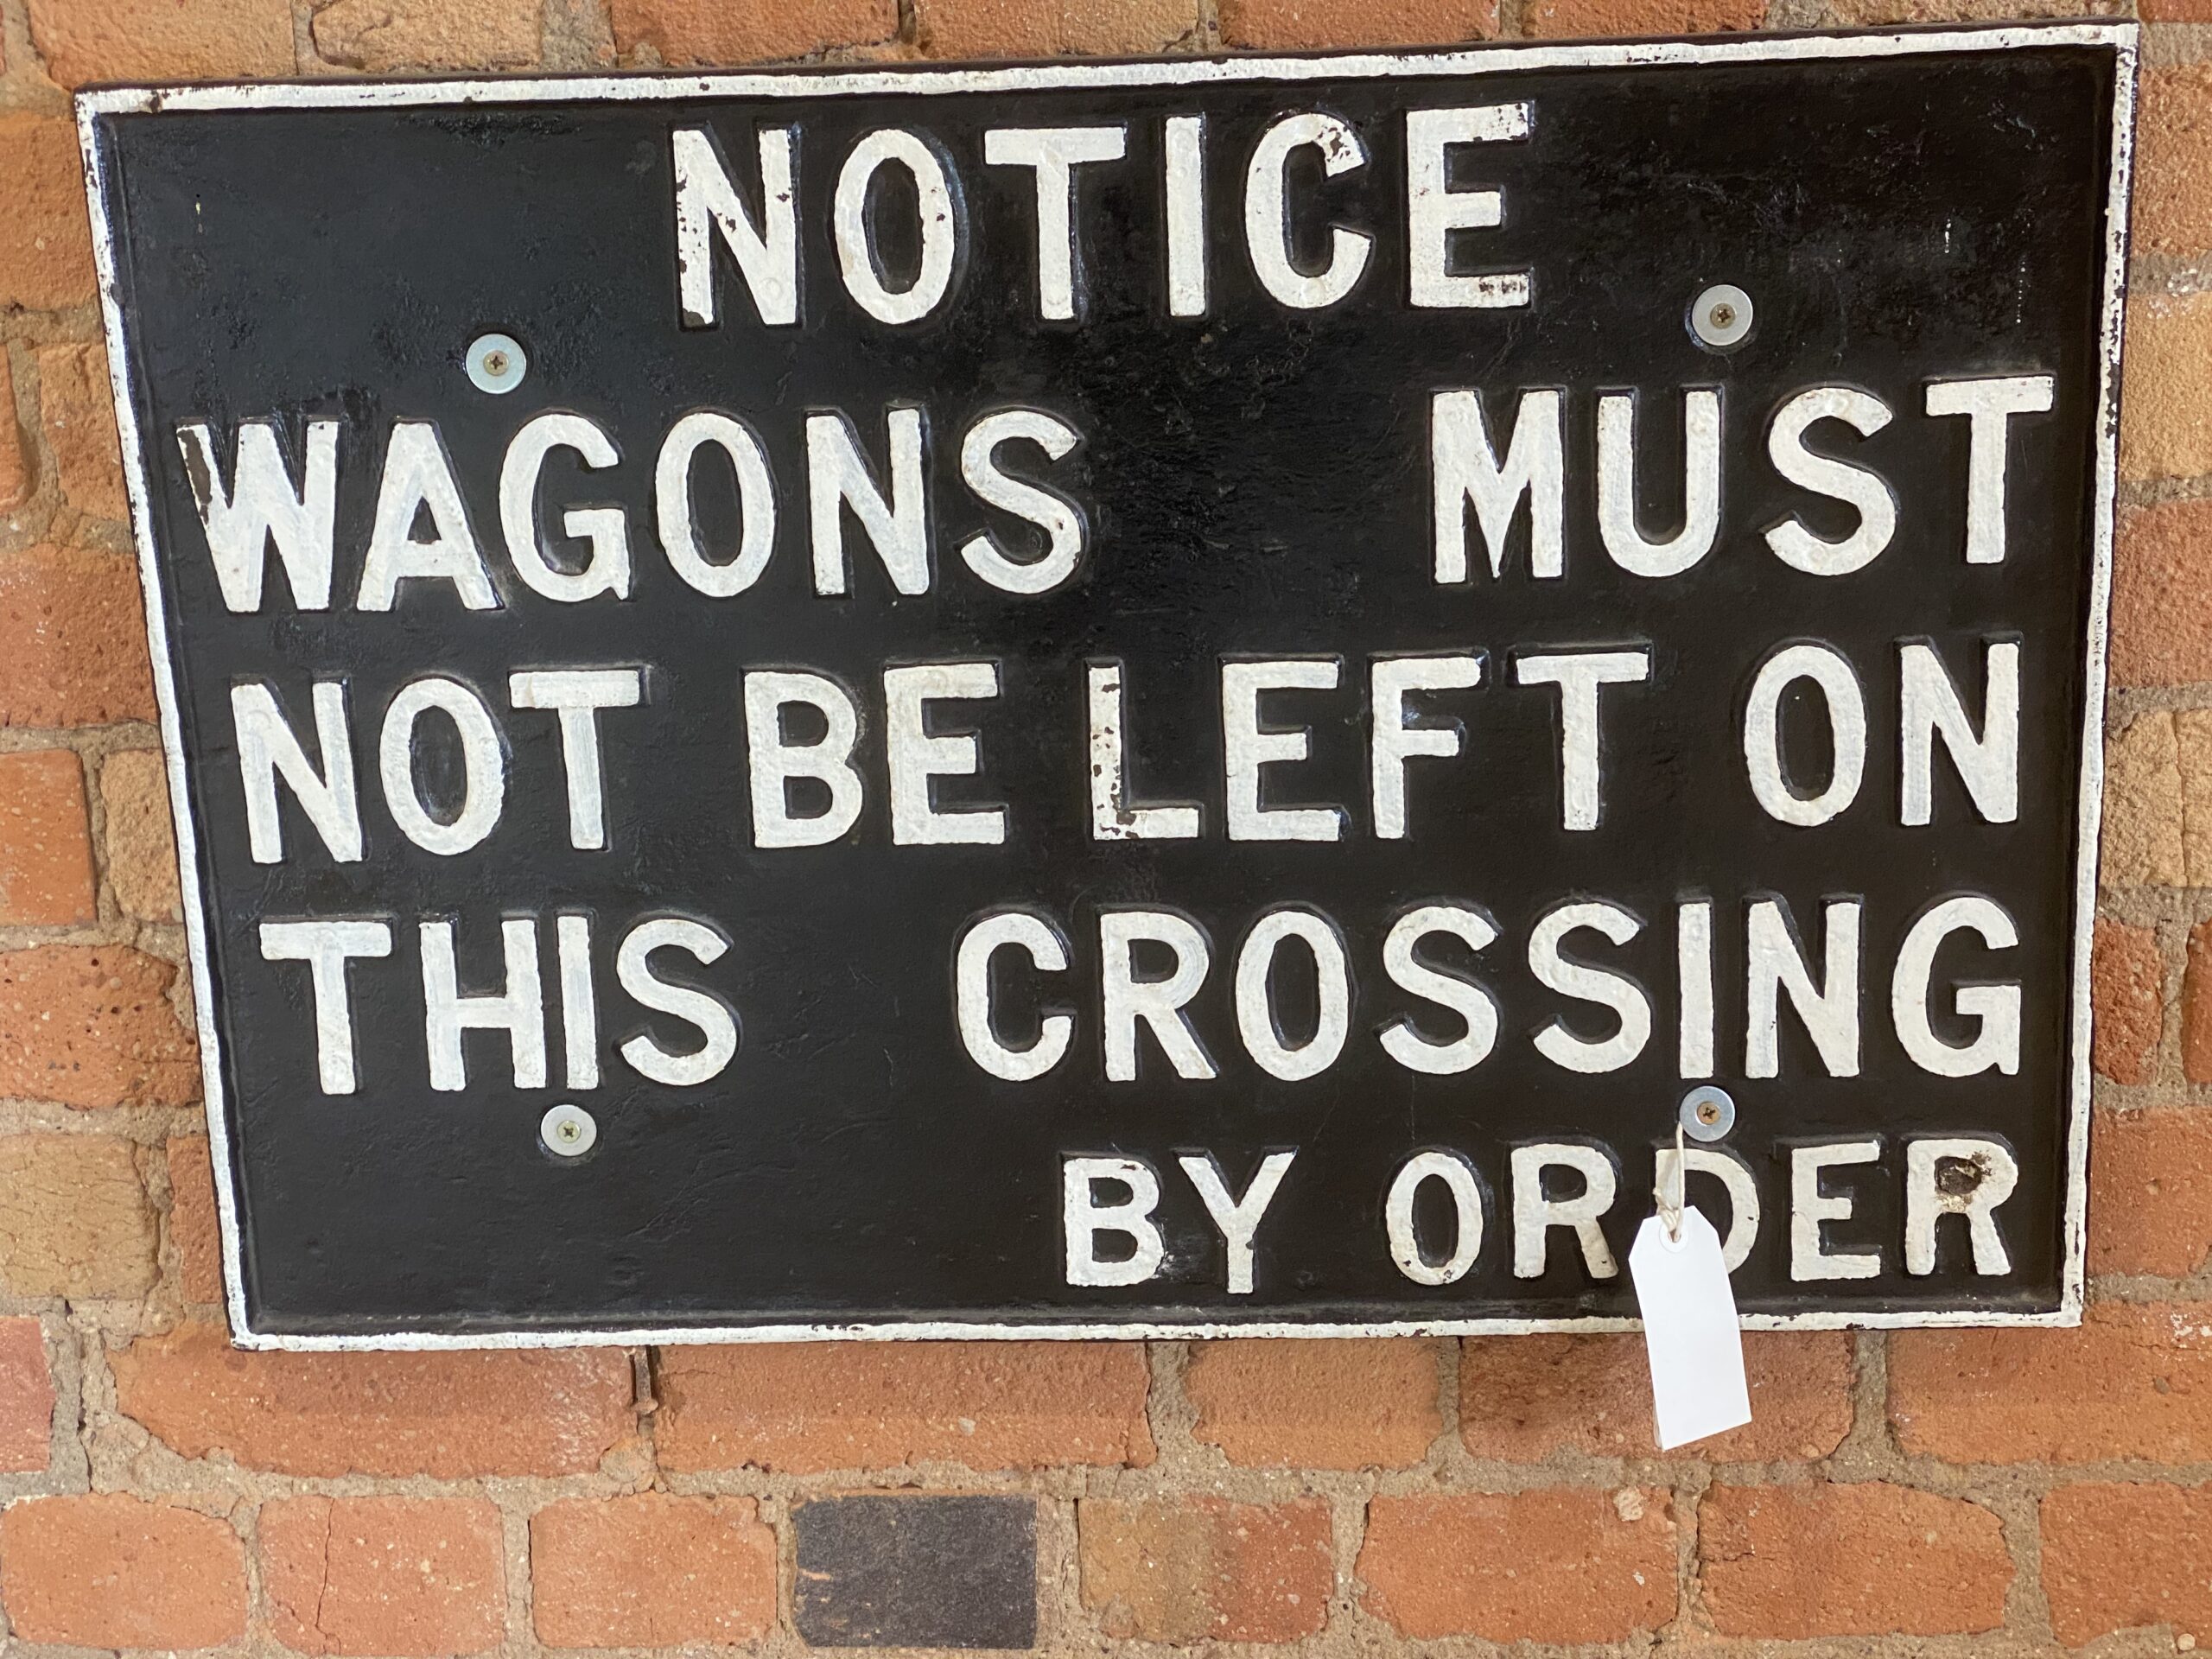 NOTICE
WAGONS MUST
NOT BE LEFT ON
THIS CROSSING
BY ORDER